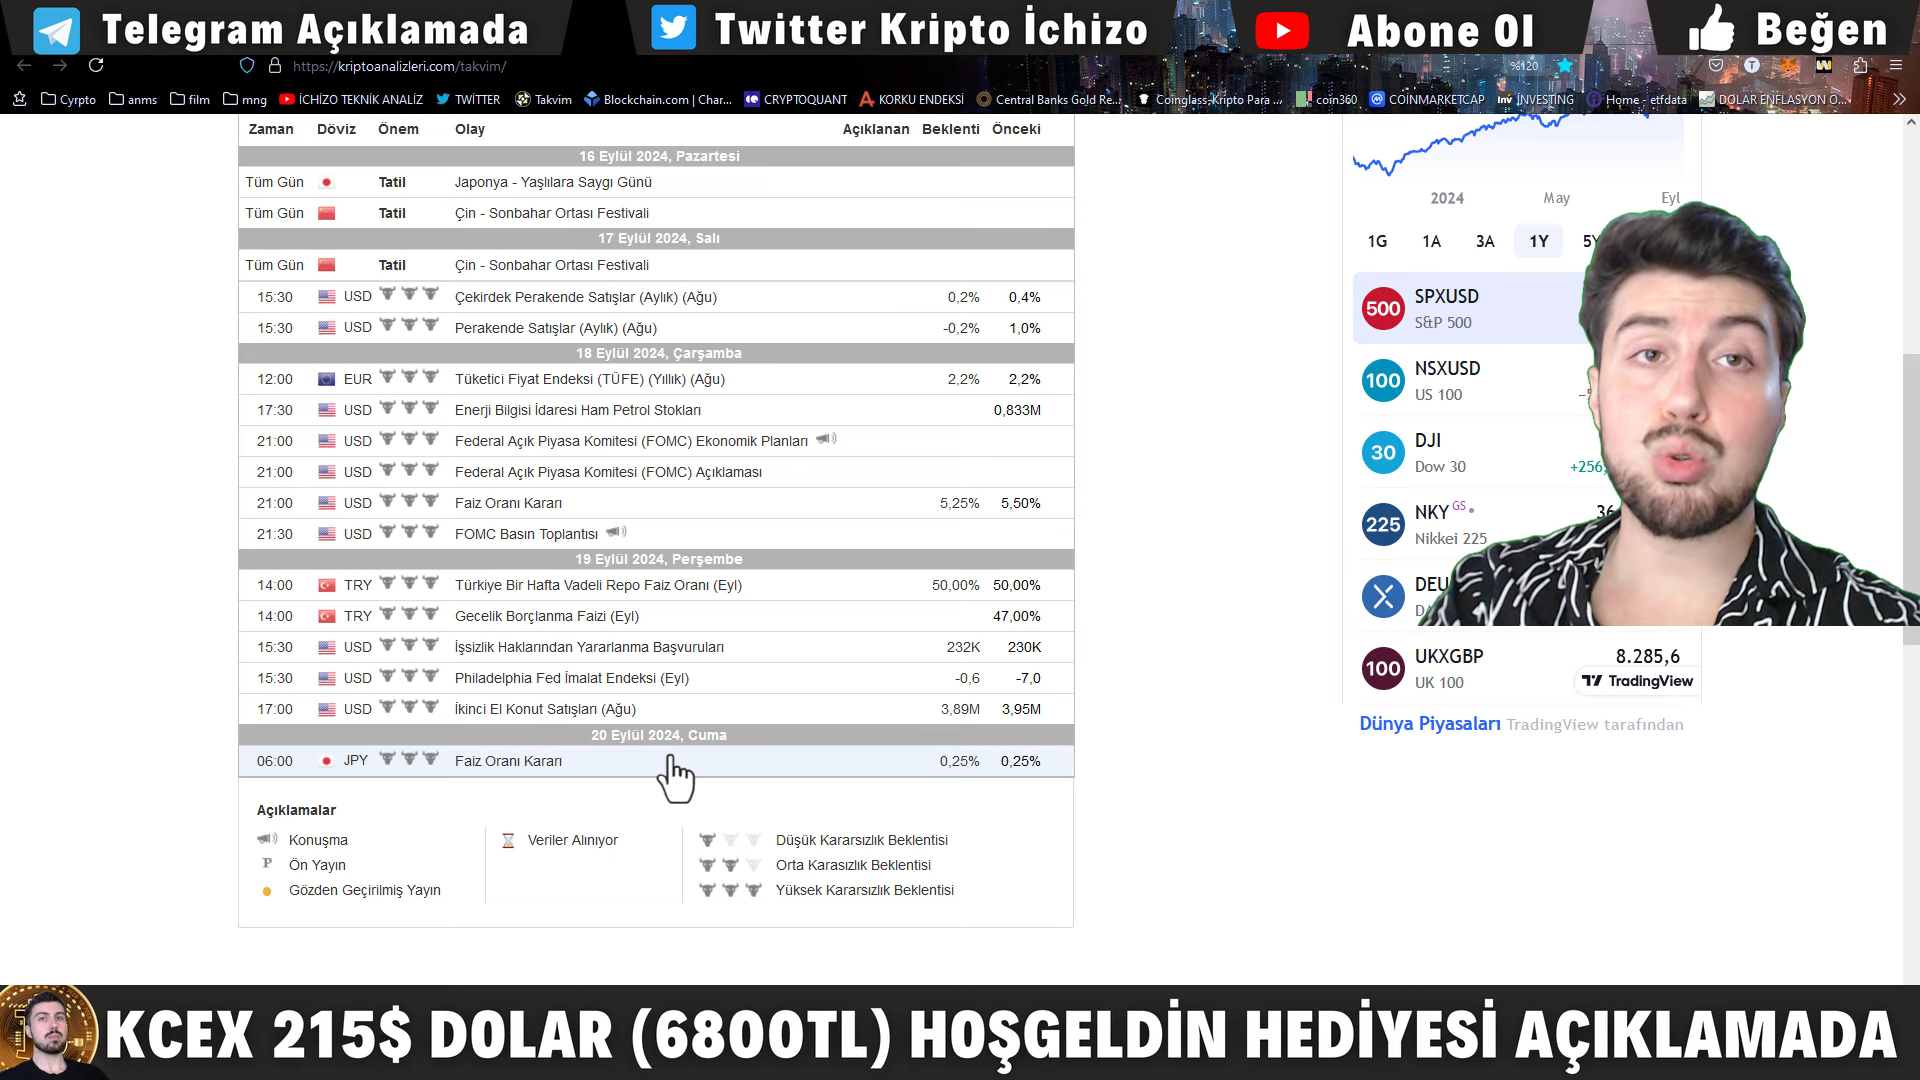 Telegram Açıklamada
Twitter Kripto İchizo
Abone Ol
Beğen
https://kriptoanalizleri.com/takvim/
%120
Cyrpto anms film mng İCHİZO TEKNİK ANALİZ TWİTTER Takvim Blockchain.com | Char... CRYPTOQUANT KORKU ENDEKSİ Central Banks Gold Re... Coinglass,Kripto Para ... coin360 COİNMARKETCAP İNVESTİNG Home - etfdata DOLAR ENFLASYON O...
Zaman Döviz Önem Olay Açıklanan Beklenti Önceki
16 Eylül 2024, Pazartesi
Tüm Gün Tatil Japonya - Yaşlılara Saygı Günü
Tüm Gün Tatil Çin - Sonbahar Ortası Festivali
17 Eylül 2024, Salı
Tüm Gün Tatil Çin - Sonbahar Ortası Festivali
15:30 USD Çekirdek Perakende Satışlar (Aylık) (Ağu) 0,2% 0,4%
15:30 USD Perakende Satışlar (Aylık) (Ağu) -0,2% 1,0%
18 Eylül 2024, Çarşamba
12:00 EUR Tüketici Fiyat Endeksi (TÜFE) (Yıllık) (Ağu) 2,2% 2,2%
17:30 USD Enerji Bilgisi İdaresi Ham Petrol Stokları 0,833M
21:00 USD Federal Açık Piyasa Komitesi (FOMC) Ekonomik Planları
21:00 USD Federal Açık Piyasa Komitesi (FOMC) Açıklaması
21:00 USD Faiz Oranı Kararı 5,25% 5,50%
21:30 USD FOMC Basın Toplantısı
19 Eylül 2024, Perşembe
14:00 TRY Türkiye Bir Hafta Vadeli Repo Faiz Oranı (Eyl) 50,00% 50,00%
14:00 TRY Gecelik Borçlanma Faizi (Eyl) 47,00%
15:30 USD İşsizlik Haklarından Yararlanma Başvuruları 232K 230K
15:30 USD Philadelphia Fed İmalat Endeksi (Eyl) -0,6 -7,0
17:00 USD İkinci El Konut Satışları (Ağu) 3,89M 3,95M
20 Eylül 2024, Cuma
06:00 JPY Faiz Oranı Kararı 0,25% 0,25%
Açıklamalar
Konuşma Veriler Alınıyor Düşük Kararsızlık Beklentisi
P Ön Yayın Orta Karasızlık Beklentisi
Gözden Geçirilmiş Yayın Yüksek Kararsızlık Beklentisi
2024 May Eyl
1G 1A 3A 1Y
500 SPXUSD
S&P 500
100 NSXUSD
US 100
30 DJI
Dow 30 +256,
225 NKY GS 36
Nikkei 225
DEU
100 UKXGBP 8.285,6
UK 100
TradingView
Dünya Piyasaları TradingView tarafından
KCEX 215$ DOLAR (6800TL) HOŞGELDİN HEDİYESİ AÇIKLAMADA